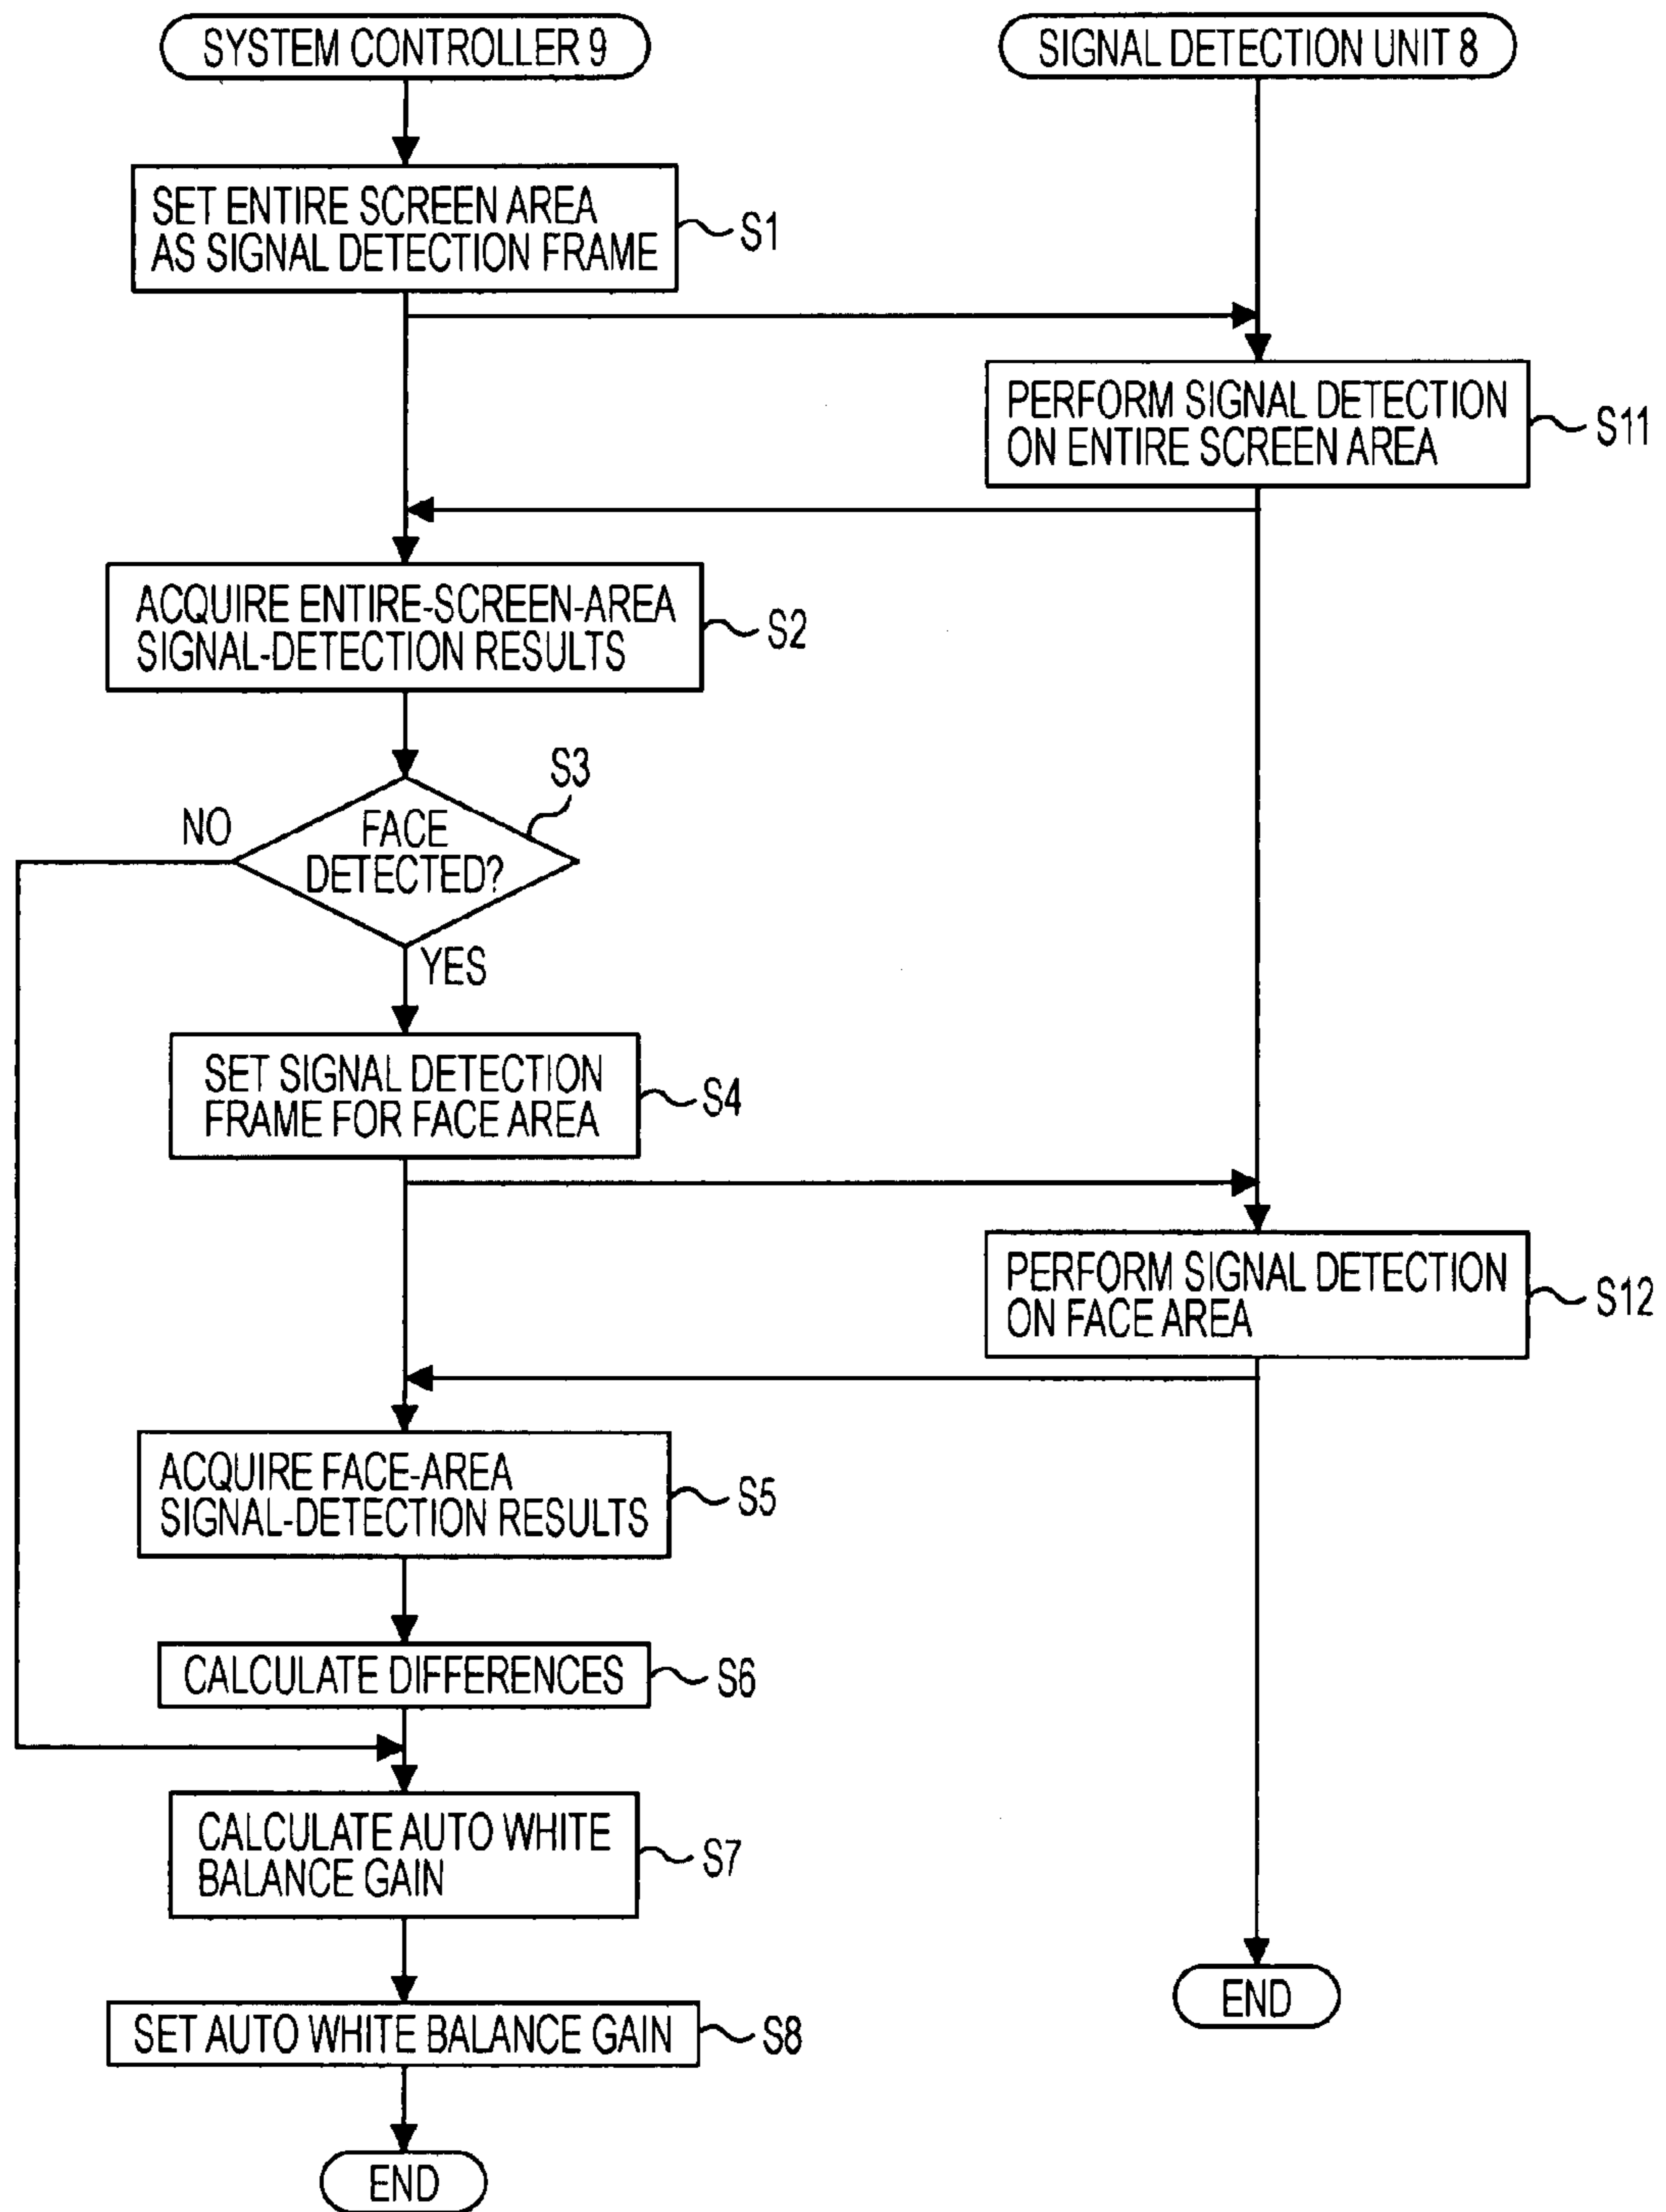 SYSTEM CONTROLLER 9
SIGNAL DETECTION UNIT 8
SET ENTIRE SCREEN AREA
AS SIGNAL DETECTION FRAME
S1
PERFORM SIGNAL DETECTION
ON ENTIRE SCREEN AREA
S11
ACQUIRE ENTIRE-SCREEN-AREA
SIGNAL-DETECTION RESULTS
S2
S3
NO
FACE
DETECTED?
YES
SET SIGNAL DETECTION
FRAME FOR FACE AREA
S4
PERFORM SIGNAL DETECTION
ON FACE AREA
S12
ACQUIRE FACE-AREA
SIGNAL-DETECTION RESULTS
S5
CALCULATE DIFFERENCES
S6
CALCULATE AUTO WHITE
BALANCE GAIN
S7
END
SET AUTO WHITE BALANCE GAIN
S8
END